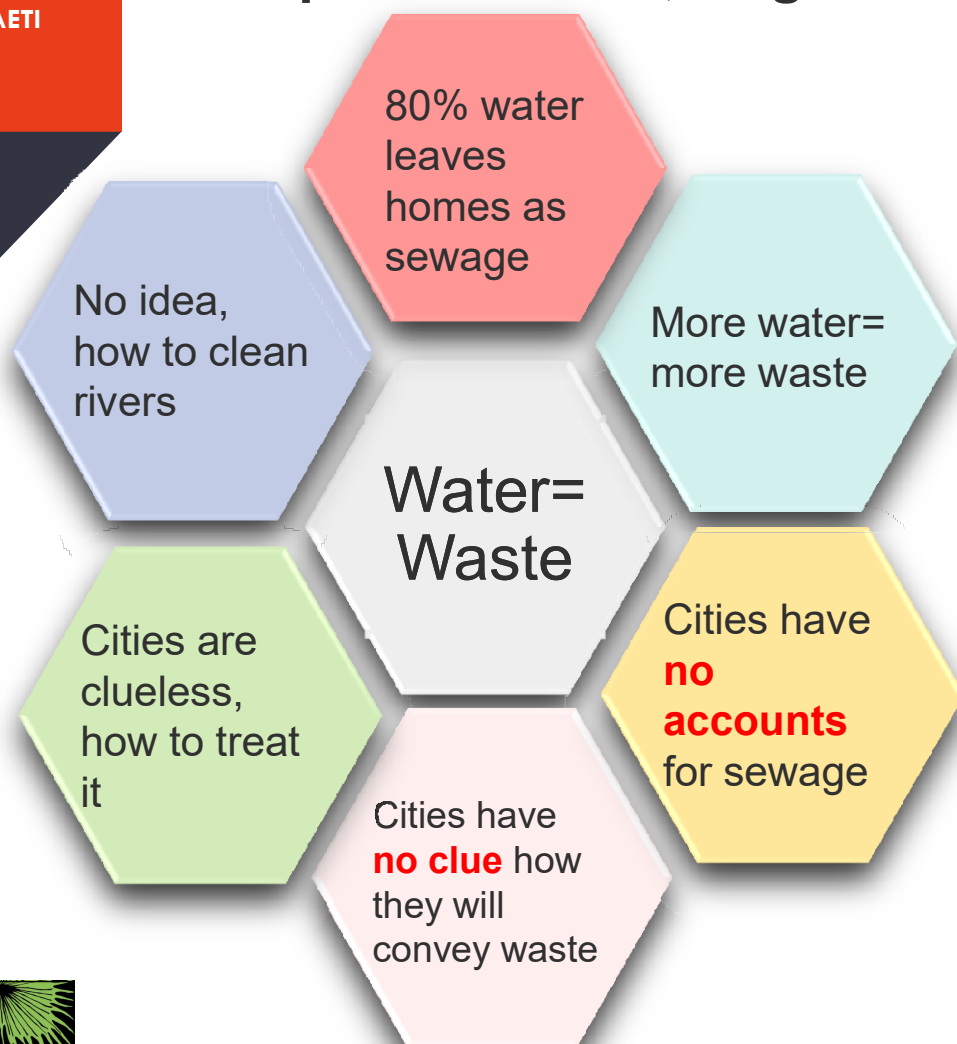 80% water
leaves
homes as
sewage
More water=
more waste
Cities have
no
accounts
for sewage
Cities have
no clue how
they will
convey waste
Cities are
clueless,
how to treat
it
No idea,
how to clean
rivers
Water=
Waste